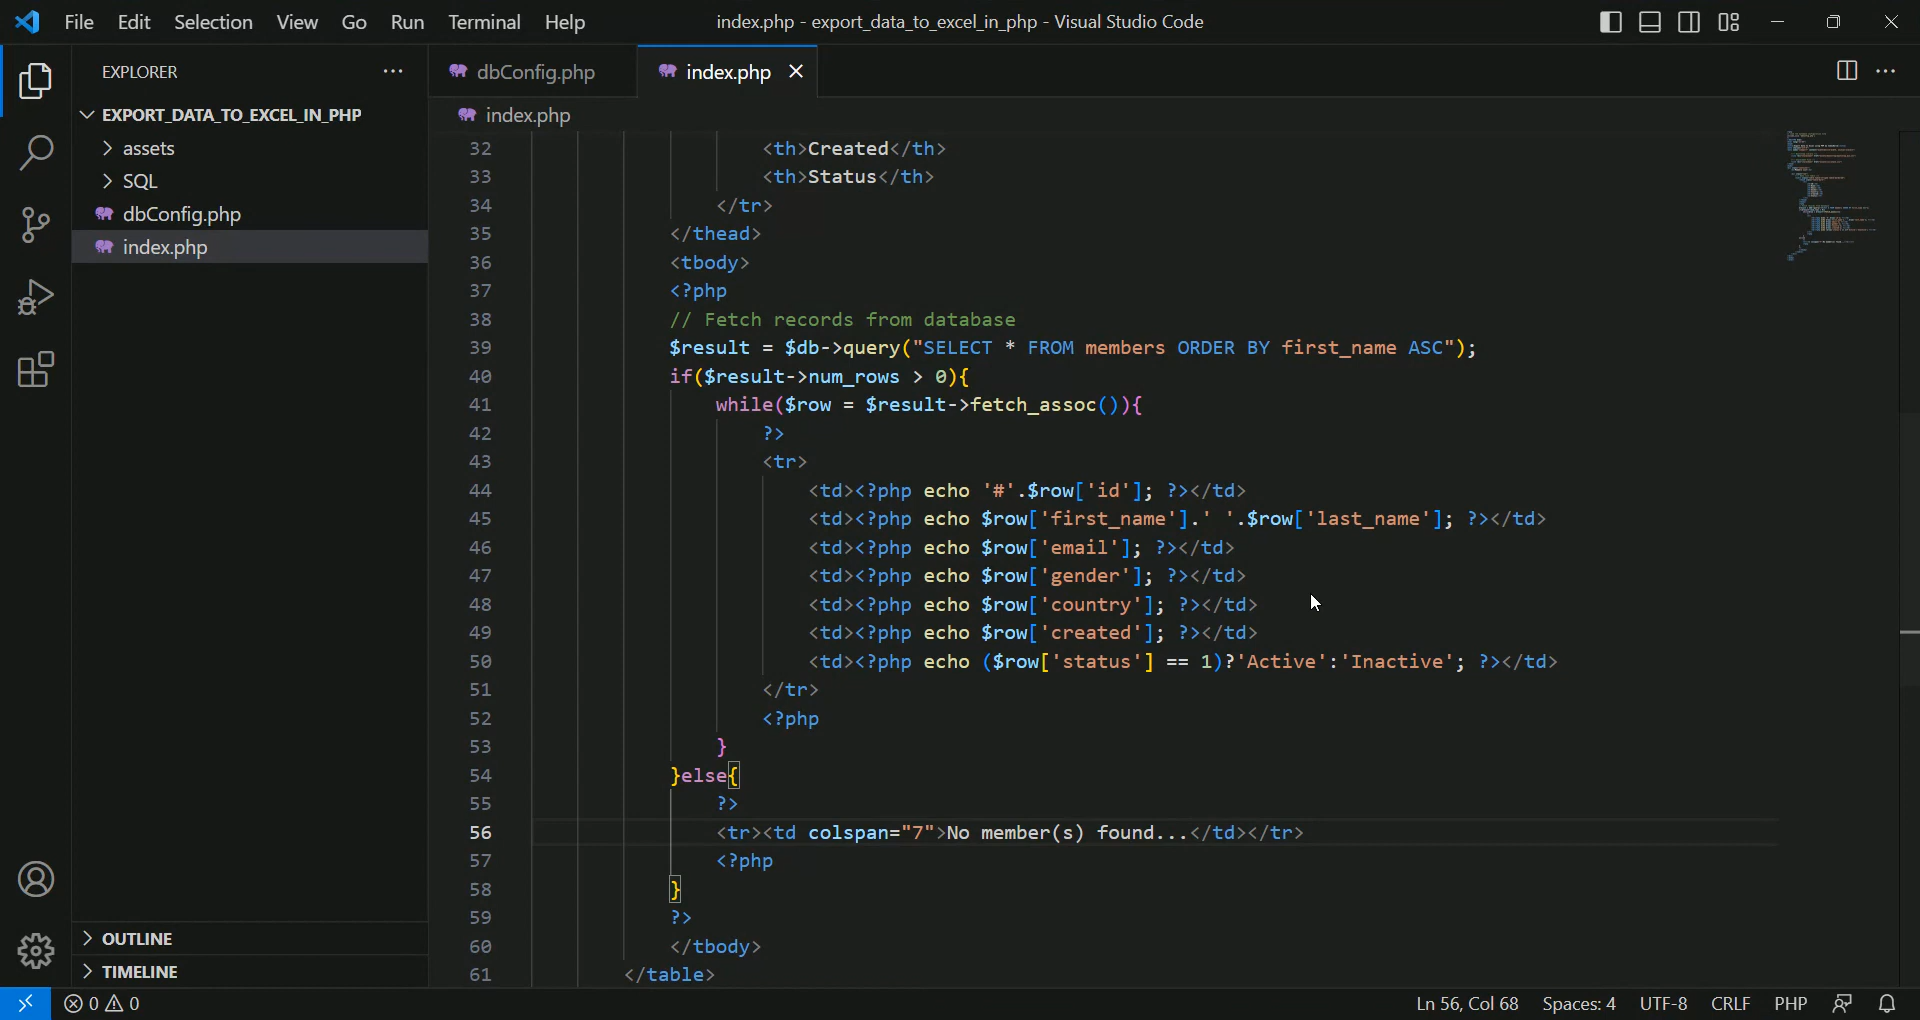 File Edit Selection View Go Run Terminal Help index.php - export_data_to_excel_in_php - Visual Studio Code
EXPLORER ...
EXPORT_DATA_TO_EXCEL_IN_PHP
assets
SQL
dbConfig.php
index.php
OUTLINE
TIMELINE
dbConfig.php index.php
index.php
32 <th>Created</th>
33 <th>Status</th>
34 </tr>
35 </thead>
36 <tbody>
37 <?php
38 // Fetch records from database
39 $result = $db->query("SELECT * FROM members ORDER BY first_name ASC");
40 if($result->num_rows > 0){
41 while($row = $result->fetch_assoc()){
42 ?>
43 <tr>
44 <td><?php echo '#'.$row['id']; ?></td>
45 <td><?php echo $row['first_name'].' '.$row['last_name']; ?></td>
46 <td><?php echo $row['email']; ?></td>
47 <td><?php echo $row['gender']; ?></td>
48 <td><?php echo $row['country']; ?></td>
49 <td><?php echo $row['created']; ?></td>
50 <td><?php echo ($row['status'] == 1)?'Active':'Inactive'; ?></td>
51 </tr>
52 <?php
53 }
54 }else{
55 ?>
56 <tr><td colspan="7">No member(s) found...</td></tr>
57 <?php
58 }
59 ?>
60 </tbody>
61 </table>
0 0 Ln 56, Col 68 Spaces: 4 UTF-8 CRLF PHP